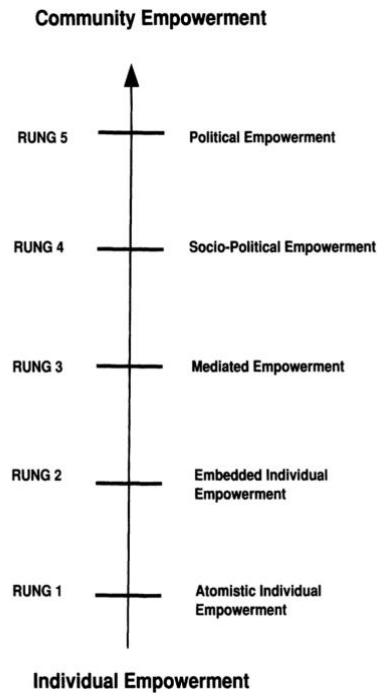 Community Empowerment
RUNG 5 Political Empowerment
RUNG 4 Socio-Political Empowerment
RUNG 3 Mediated Empowerment
RUNG 2 Embedded Individual
Empowerment
RUNG 1 Atomistic Individual
Empowerment
Individual Empowerment